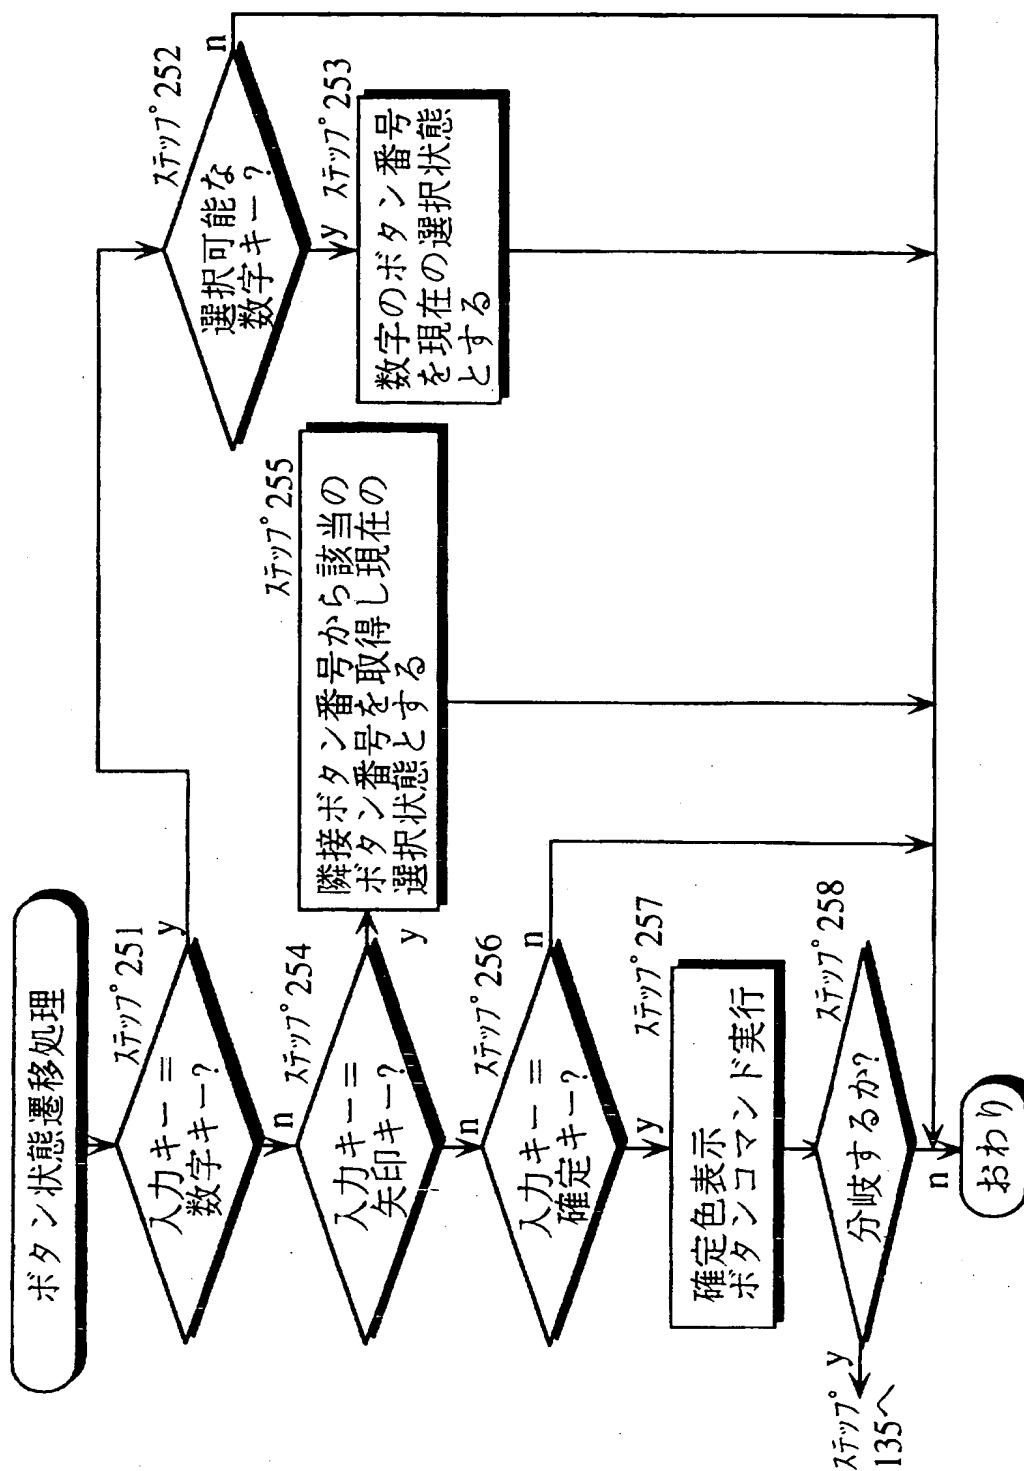 ボタン状態遷移処理
ステップ251
入力キー＝
数字キー？
y
n
ステップ252
選択可能な
数字キー？
n
y
ステップ253
数字のボタン番号
を現在の選択状態
とする
ステップ254
入力キー＝
矢印キー？
y
n
ステップ255
隣接ボタン番号から該当の
ボタン番号を取得し現在の
選択状態とする
ステップ256
入力キー＝
確定キー？
n
y
ステップ257
確定色表示
ボタンコマンド実行
ステップ258
分岐するか？
y
ステップ
135へ
n
おわり